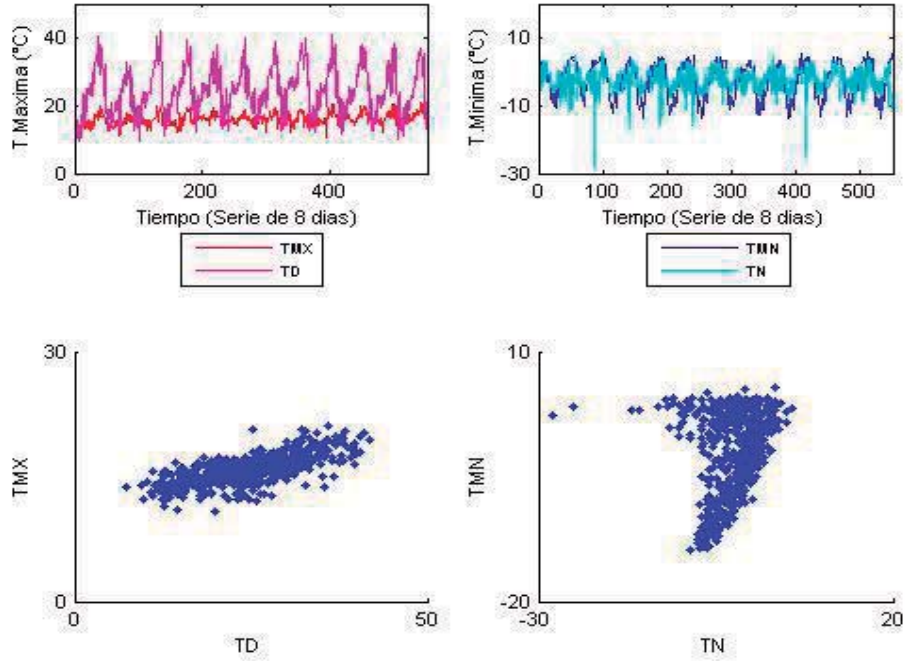 T.Maxima (°C)
40
20
0
0
200
400
Tiempo (Serie de 8 dias)
TMX
TD
T.Minima (°C)
10
-10
-30
0
100
200
300
400
500
Tiempo (Serie de 8 dias)
TMN
TN
TMX
30
0
0
50
TD
TMN
10
-20
-30
20
TN